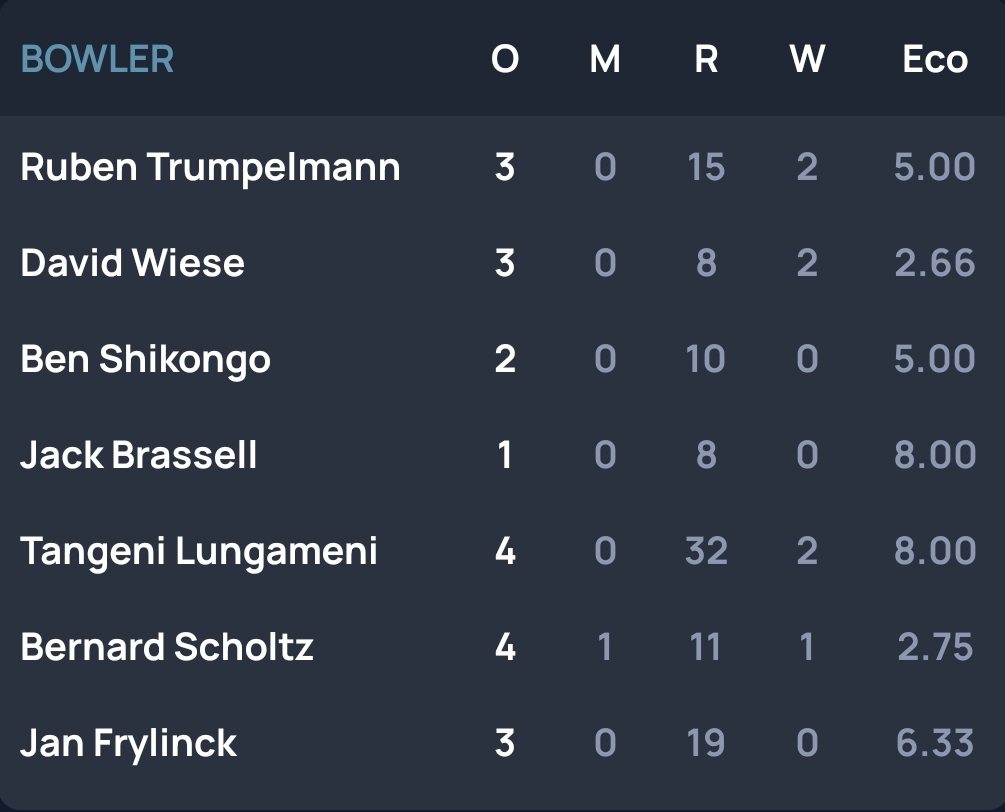 BOWLER O M R W Eco
Ruben Trumpelmann 3 0 15 2 5.00
David Wiese 3 0 8 2 2.66
Ben Shikongo 2 0 10 0 5.00
Jack Brassell 1 0 8 0 8.00
Tangeni Lungameni 4 0 32 2 8.00
Bernard Scholtz 4 1 11 1 2.75
Jan Frylinck 3 0 19 0 6.33